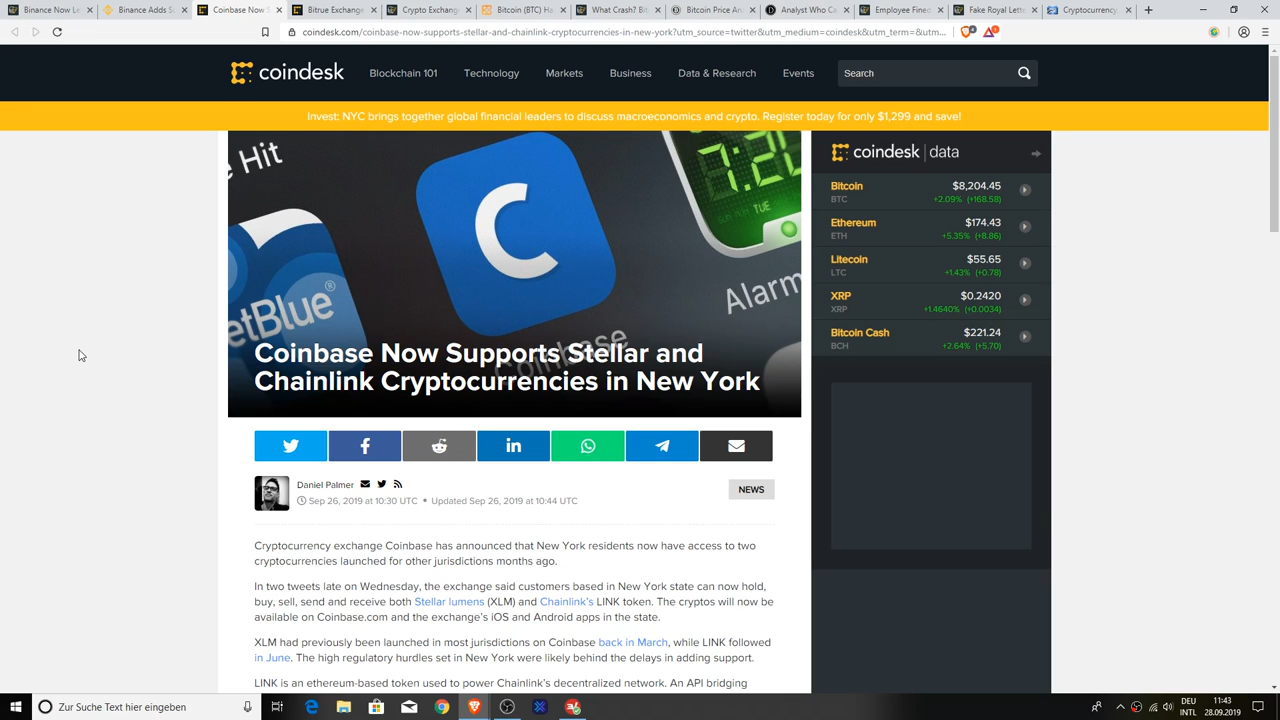 Binance Now Le
Binance Adds S
Coinbase Now S
Bitrue Exchange
Crypto Exchang
Bitcoin (BTC) Ha
What Crash? Bit
Bitcoin Price An
Analyst Who Ca
Employee Fined
Fake Royal Lette
Cryptocurrency
coindesk.com/coinbase-now-supports-stellar-and-chainlink-cryptocurrencies-in-new-york?utm_source=twitter&utm_medium=coindesk&utm_term=&utm...
coindesk
Blockchain 101
Technology
Markets
Business
Data & Research
Events
Search
Invest: NYC brings together global financial leaders to discuss macroeconomics and crypto. Register today for only $1,299 and save!
e Hit
7:20
TUE
etBlue®
Alarm
Coinbase
Coinbase Now Supports Stellar and
Chainlink Cryptocurrencies in New York
Daniel Palmer
Sep 26, 2019 at 10:30 UTC • Updated Sep 26, 2019 at 10:44 UTC
NEWS
Cryptocurrency exchange Coinbase has announced that New York residents now have access to two
cryptocurrencies launched for other jurisdictions months ago.
In two tweets late on Wednesday, the exchange said customers based in New York state can now hold,
buy, sell, send and receive both Stellar lumens (XLM) and Chainlink's LINK token. The cryptos will now be
available on Coinbase.com and the exchange's iOS and Android apps in the state.
XLM had previously been launched in most jurisdictions on Coinbase back in March, while LINK followed
in June. The high regulatory hurdles set in New York were likely behind the delays in adding support.
LINK is an ethereum-based token used to power Chainlink's decentralized network. An API bridging
coindesk | data
Bitcoin $8,204.45
BTC +2.09% (+168.58)
Ethereum $174.43
ETH +5.35% (+8.86)
Litecoin $55.65
LTC +1.43% (+0.78)
XRP $0.2420
XRP +1.4640% (+0.0034)
Bitcoin Cash $221.24
BCH +2.64% (+5.70)
Zur Suche Text hier eingeben
DEU
INTL
11:43
28.09.2019